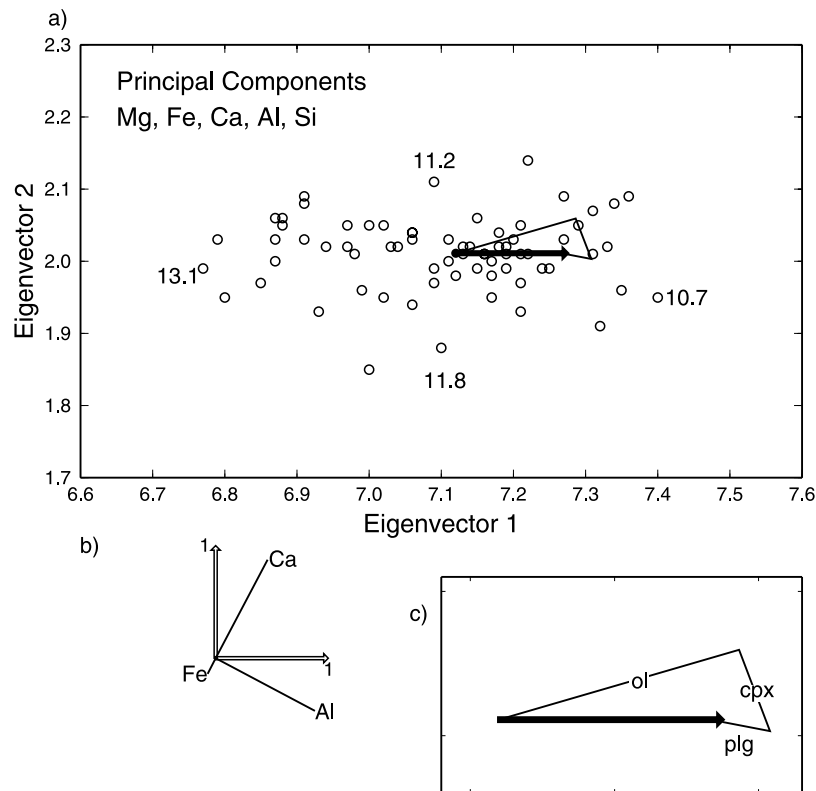 a)
2.3
2.2
2.1
2.0
1.9
1.8
1.7
Eigenvector 2
Principal Components
Mg, Fe, Ca, Al, Si
11.2
13.1
10.7
11.8
6.6 6.7 6.8 6.9 7.0 7.1 7.2 7.3 7.4 7.5 7.6
Eigenvector 1
b)
1
Ca
Fe
1
Al
c)
ol
cpx
plg